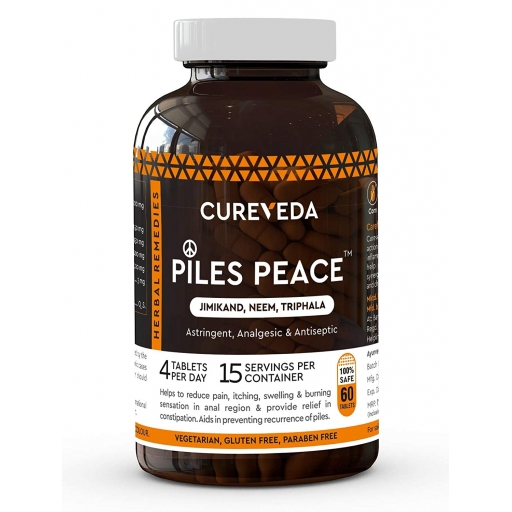 CUREVEDA
HERBAL REMEDIES
PILES PEACE™
JIMIKAND, NEEM, TRIPHALA
Astringent, Analgesic & Antiseptic
4 TABLETS PER DAY
15 SERVINGS PER CONTAINER
100% SAFE
60 TABLETS
Helps to reduce pain, itching, swelling & burning
sensation in anal region & provide relief in
constipation. Aids in preventing recurrence of piles.
VEGETARIAN, GLUTEN FREE, PARABEN FREE